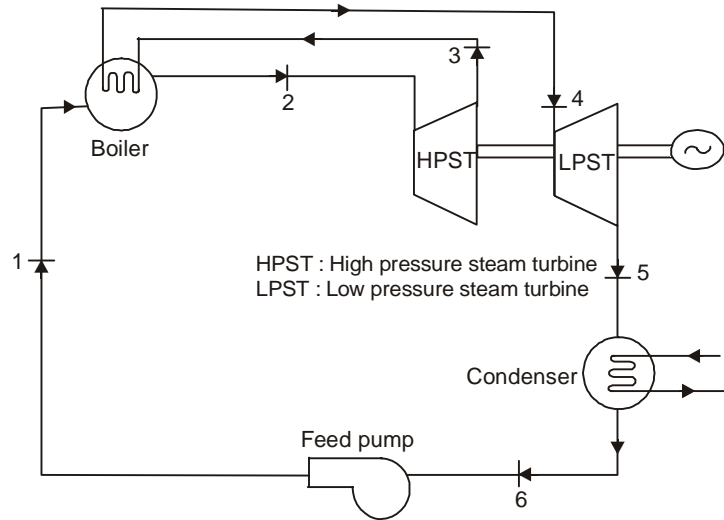 3
2
4
Boiler
HPST
LPST
~
1
HPST : High pressure steam turbine
LPST : Low pressure steam turbine
5
Condenser
Feed pump
6